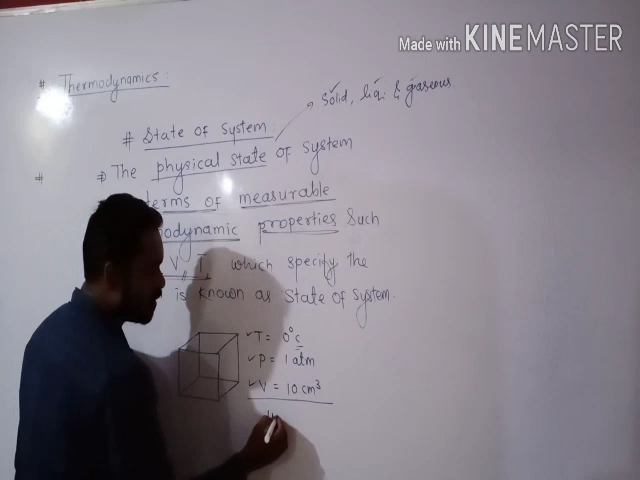 Made with KINEMASTER
# Thermodynamics:
Solid, liq. & gaseous
# State of system
# ⇒ The physical state of system
terms of measurable
odynamic properties such
V T, which specify the
is known as state of system.
✓T = 0°c
✓P = 1 atm
✓V = 10 cm³